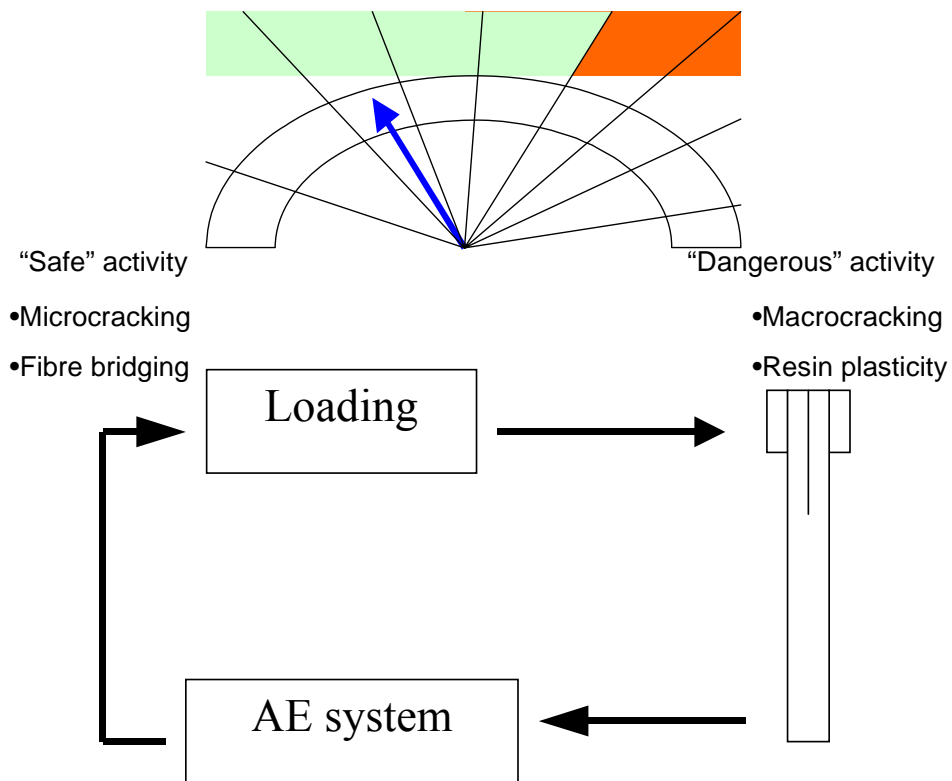 “Safe” activity
“Dangerous” activity
•Microcracking
•Macrocracking
•Fibre bridging
•Resin plasticity
Loading
AE system